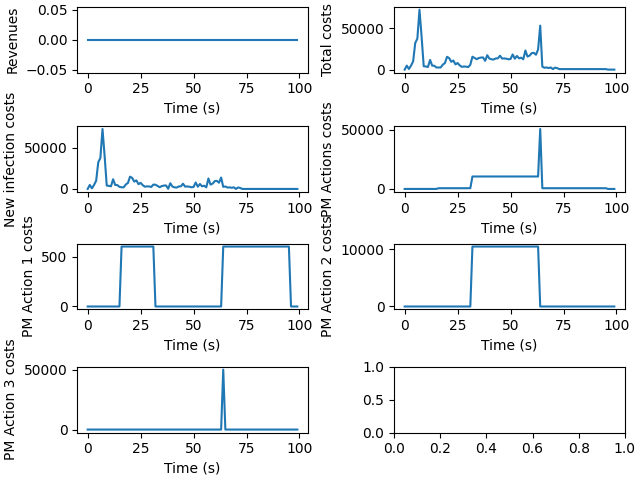 Revenues
0.05
0.00
−0.05
0 25 50 75 100
Time (s)
Total costs
50000
0
0 25 50 75 100
Time (s)
New infection costs
50000
0
0 25 50 75 100
Time (s)
PM Actions costs
50000
0
0 25 50 75 100
Time (s)
PM Action 1 costs
500
0
0 25 50 75 100
Time (s)
PM Action 2 costs
10000
0
0 25 50 75 100
Time (s)
PM Action 3 costs
50000
0
0 25 50 75 100
Time (s)
1.0
0.5
0.0
0.0 0.2 0.4 0.6 0.8 1.0